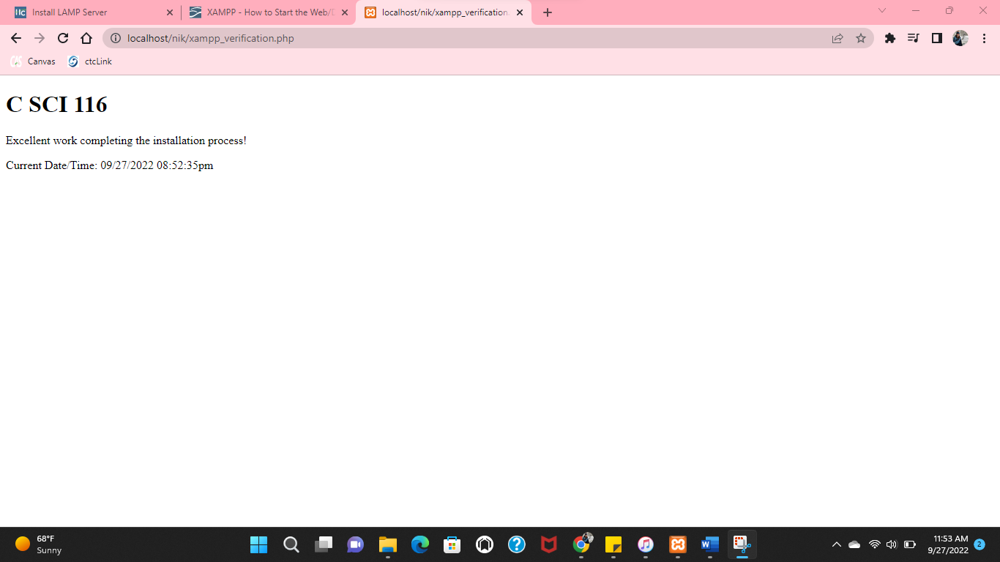 Install LAMP Server
XAMPP - How to Start the Web/D
localhost/nik/xampp_verification.
localhost/nik/xampp_verification.php
Canvas
ctcLink
C SCI 116
Excellent work completing the installation process!
Current Date/Time: 09/27/2022 08:52:35pm
68°F
Sunny
11:53 AM
9/27/2022
2